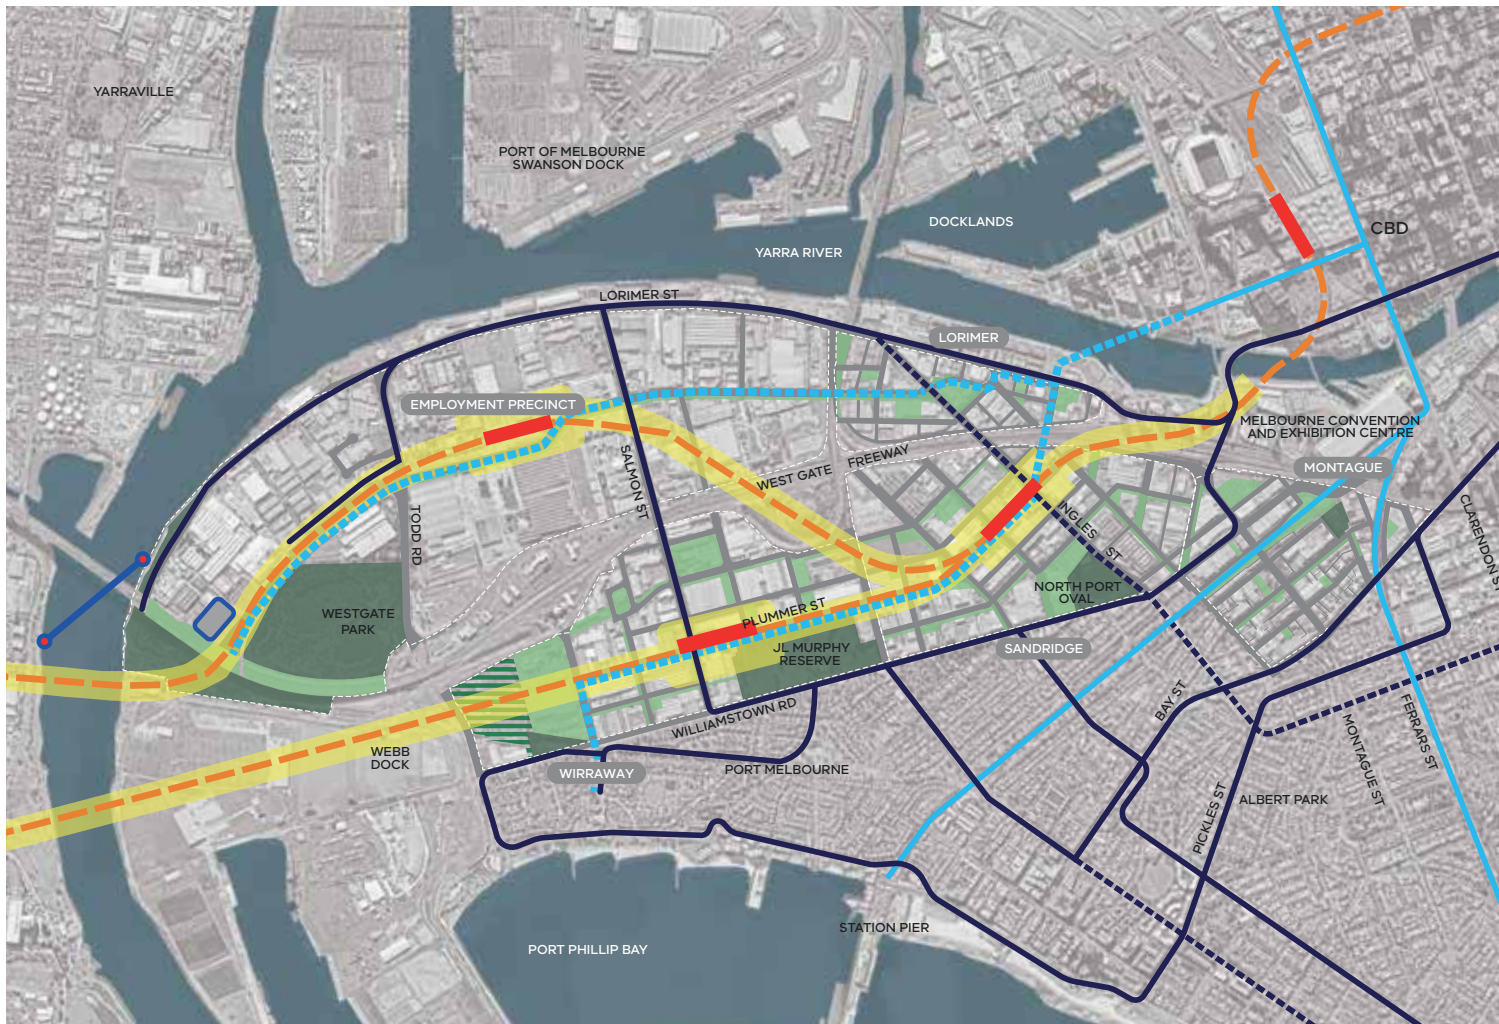 YARRAVILLE
PORT OF MELBOURNE
SWANSON DOCK
DOCKLANDS
CBD
YARRA RIVER
LORIMER ST
LORIMER
EMPLOYMENT PRECINCT
MELBOURNE CONVENTION
AND EXHIBITION CENTRE
MONTAGUE
WEST GATE FREEWAY
SALMON ST
TODD RD
INGLES ST
CLARENDON ST
WESTGATE
PARK
PLUMMER ST
NORTH PORT
OVAL
JL MURPHY
RESERVE
SANDRIDGE
WILLIAMSTOWN RD
BAY ST
FERRARS ST
MONTAGUE ST
WEBB
DOCK
WIRRAWAY
PORT MELBOURNE
PICKLES ST
ALBERT PARK
STATION PIER
PORT PHILLIP BAY